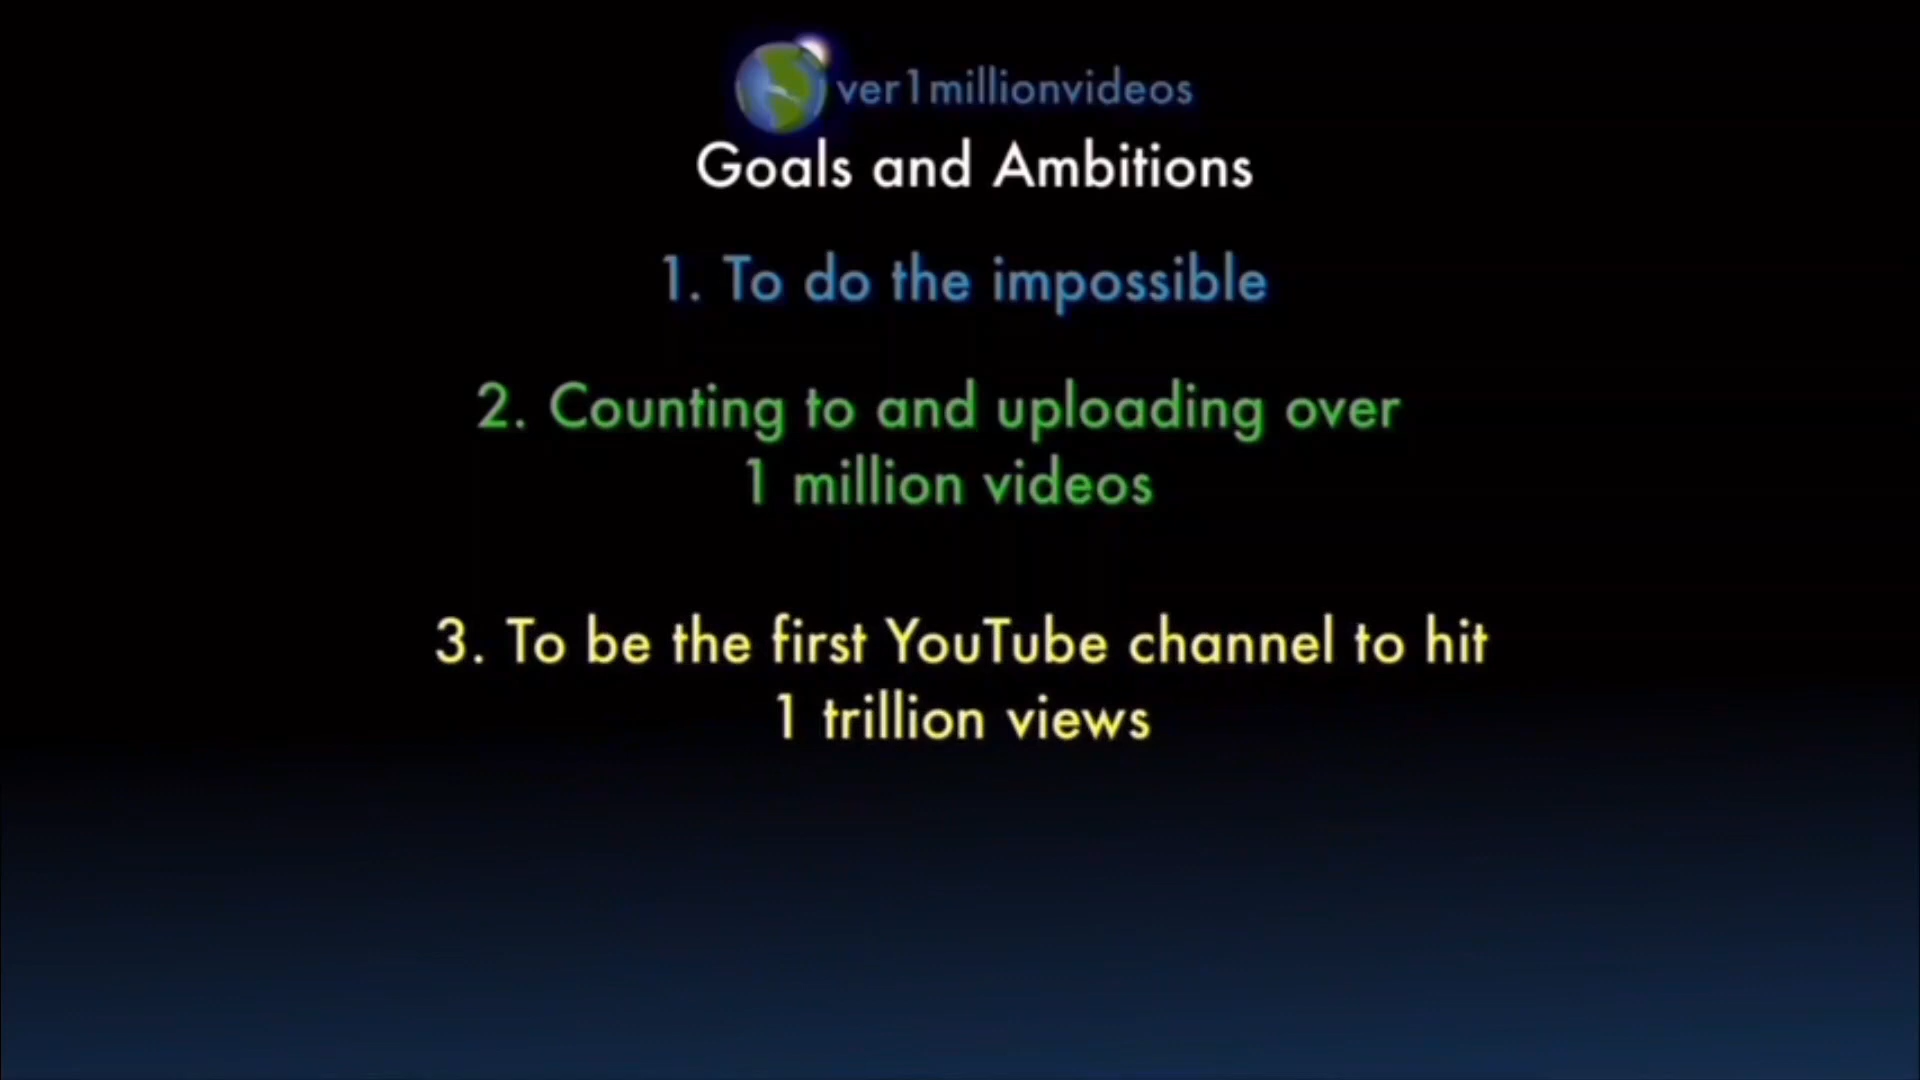 ver1millionvideos
Goals and Ambitions
1. To do the impossible
2. Counting to and uploading over
1 million videos
3. To be the first YouTube channel to hit
1 trillion views